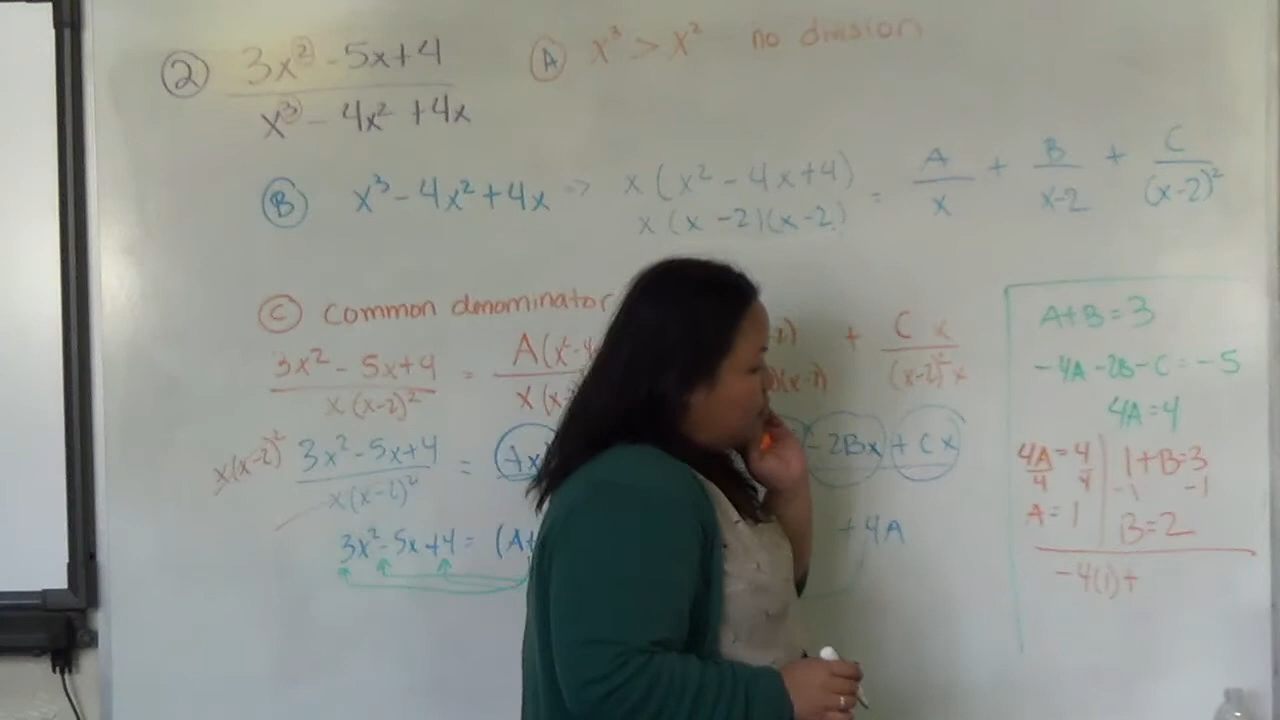 ② 3x² - 5x + 4
x³ - 4x² + 4x
Ⓐ x³ > x² no division
Ⓑ x³ - 4x² + 4x => x(x² - 4x + 4) = A/x + B/x-2 + C/(x-2)²
x(x-2)(x-2)
Ⓒ common denominator
3x² - 5x + 4 / x(x-2)² = A(x²-4 + C x / (x-2)² x
x(x-2)² 3x² - 5x + 4 / x(x-2)² = - 2Bx + Cx
3x² - 5x + 4 = (A+ + 4A
A+B=3
-4A-2B-C=-5
4A=4
4A/4=4/4 | 1+B=3
-1 -1
A=1 | B=2
-4(1)+